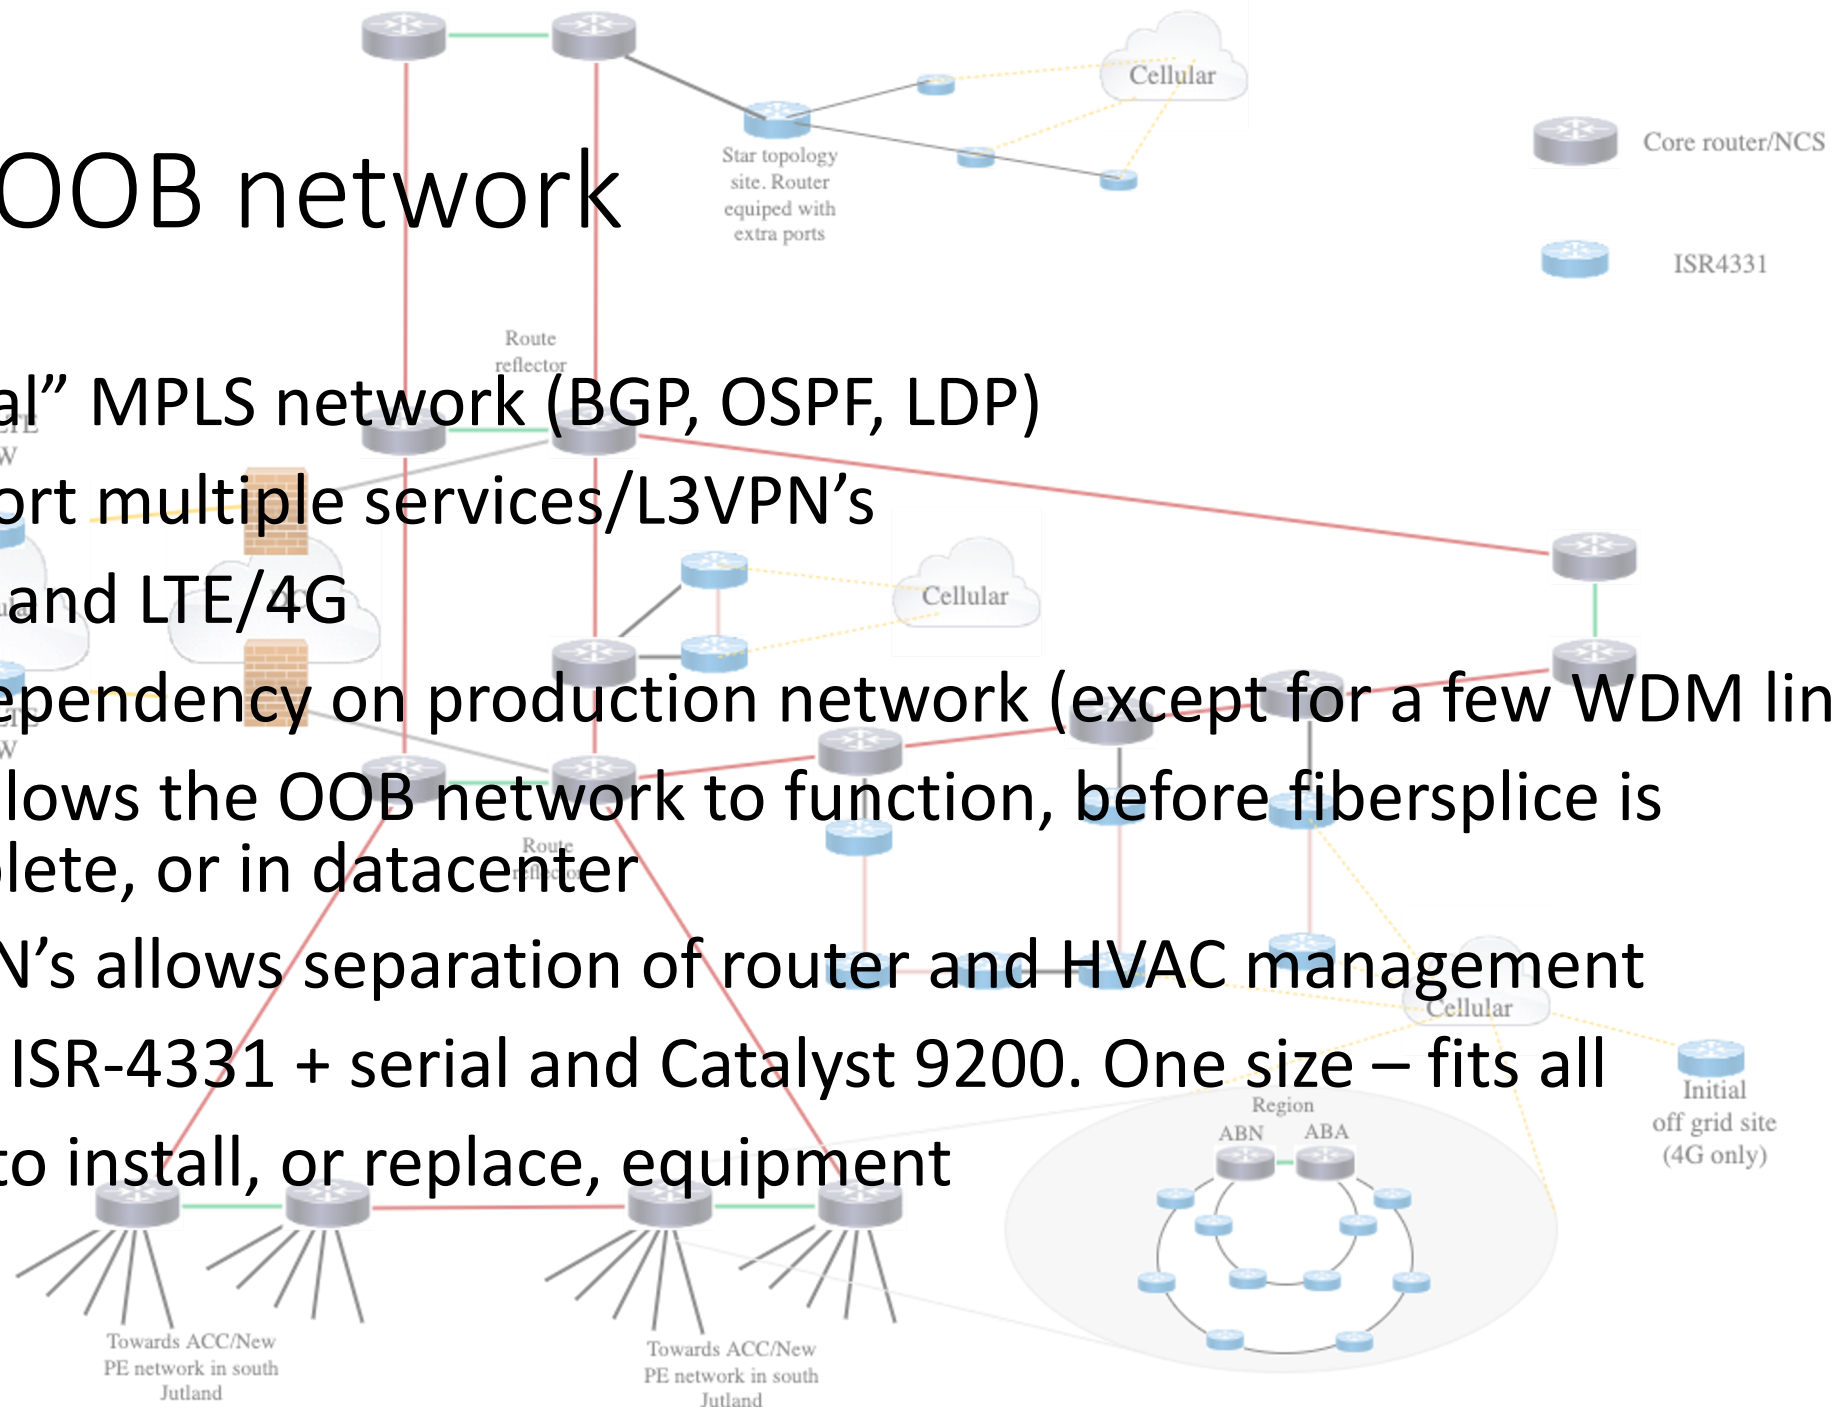 OOB network
al” MPLS network (BGP, OSPF, LDP)
ort multiple services/L3VPN’s
and LTE/4G
ependency on production network (except for a few WDM lin
lows the OOB network to function, before fibersplice is
lete, or in datacenter
N’s allows separation of router and HVAC management
ISR-4331 + serial and Catalyst 9200. One size – fits all
to install, or replace, equipment
Cellular
Star topology
site. Router
equiped with
extra ports
Core router/NCS
ISR4331
Route
reflector
LTE
W
Cellular
LTE
W
Route
reflector
Cellular
Initial
off grid site
(4G only)
Region
ABN
ABA
Towards ACC/New
PE network in south
Jutland
Towards ACC/New
PE network in south
Jutland